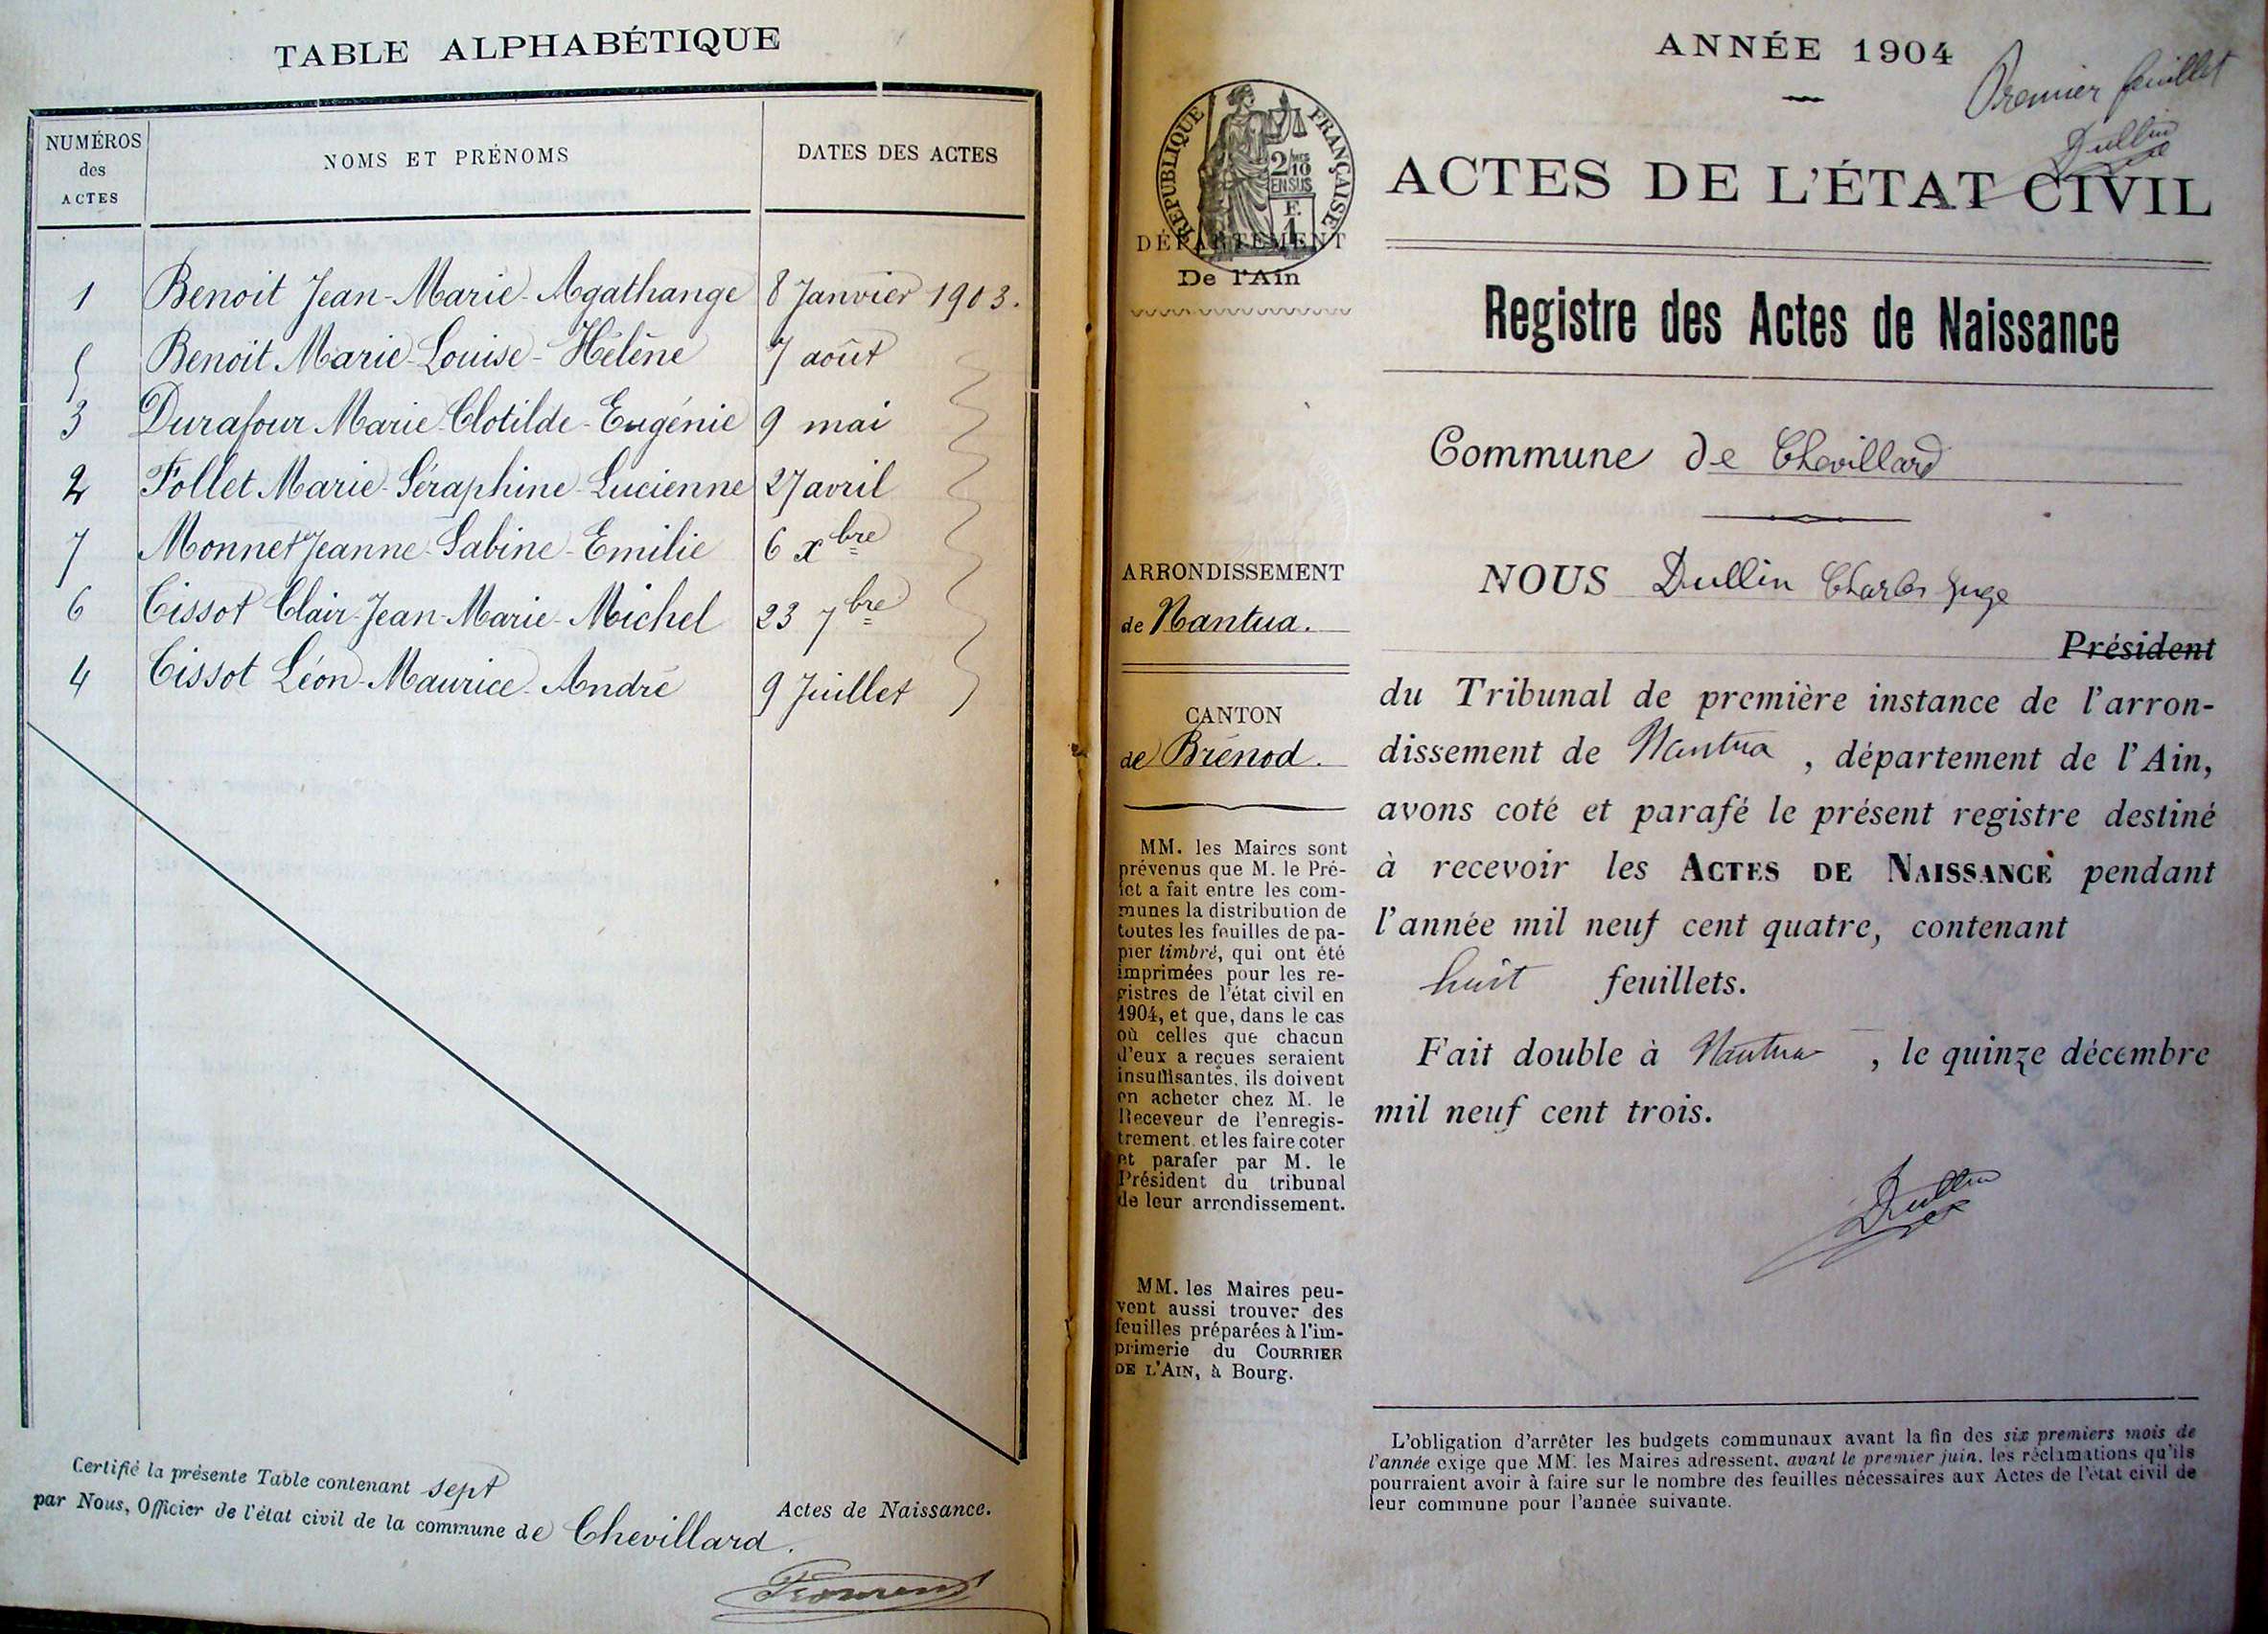 TABLE ALPHABÉTIQUE
NUMÉROS
des
ACTES
NOMS ET PRÉNOMS
DATES DES ACTES
1 Benoit Jean-Marie-Agathange 8 Janvier 1903.
5 Benoît Marie-Louise-Hélène 7 août
3 Durafour Marie-Clotilde-Eugénie 9 mai
2 Follet Marie-Séraphine-Lucienne 27 avril
7 Monnet Jeanne-Sabine-Emilie 6 xbre
6 Tissot Clair-Jean-Marie-Michel 23 7bre
4 Tissot Léon-Maurice-André 9 Juillet
Certifié la présente Table contenant sept
Actes de Naissance.
par Nous, Officier de l'état civil de la commune de Chevillard.
ANNÉE 1904
Premier feuillet
Dullin
RÉPUBLIQUE FRANÇAISE
2/10
EN SUS
DÉPARTEMENT
De l'Ain
ACTES DE L'ÉTAT CIVIL
Registre des Actes de Naissance
Commune de Chevillard
ARRONDISSEMENT
de Nantua.
CANTON
de Brénod.
MM. les Maires sont
prévenus que M. le Pré-
fet a fait entre les com-
munes la distribution de
toutes les feuilles de pa-
pier timbré, qui ont été
imprimées pour les re-
gistres de l'état civil en
1904, et que, dans le cas
où celles que chacun
d'eux a reçues seraient
insuffisantes, ils doivent
en acheter chez M. le
Receveur de l'enregis-
trement. et les faire coter
et parafer par M. le
Président du tribunal
de leur arrondissement.
MM. les Maires peu-
vent aussi trouver des
feuilles préparées à l'im-
primerie du COURRIER
DE L'AIN, à Bourg.
NOUS Dullin Charles juge
Président
du Tribunal de première instance de l'arron-
dissement de Nantua, département de l'Ain,
avons coté et parafé le présent registre destiné
à recevoir les ACTES DE NAISSANCE pendant
l'année mil neuf cent quatre, contenant
huit feuillets.
Fait double à Nantua, le quinze décembre
mil neuf cent trois.
Dullin
L'obligation d'arrêter les budgets communaux avant la fin des six premiers mois de
l'année exige que MM. les Maires adressent, avant le premier juin, les réclamations qu'ils
pourraient avoir à faire sur le nombre des feuilles nécessaires aux Actes de l'état civil de
leur commune pour l'année suivante.